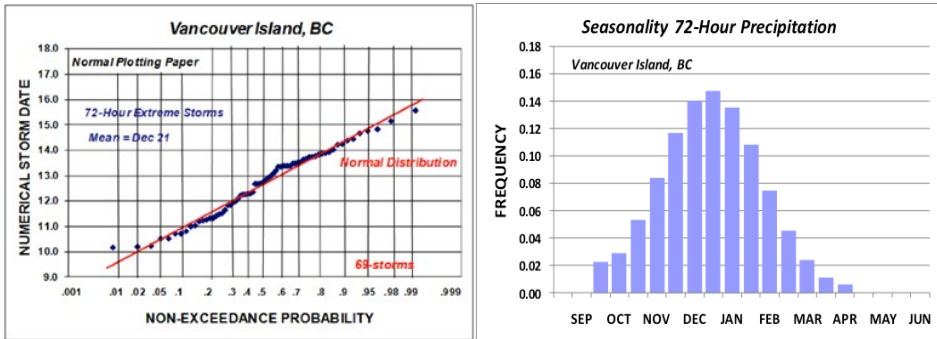 Vancouver Island, BC
NUMERICAL STORM DATE
18.0
17.0
16.0
15.0
14.0
13.0
12.0
11.0
10.0
9.0
Normal Plotting Paper
72-Hour Extreme Storms
Mean = Dec 21
Normal Distribution
69-storms
.001 .01 .02 .05 .1 .2 .3 .4 .5 .6 .7 .8 .9 .95 .98 .99 .999
NON-EXCEEDANCE PROBABILITY
Seasonality 72-Hour Precipitation
FREQUENCY
0.18
0.16
0.14
0.12
0.10
0.08
0.06
0.04
0.02
0.00
Vancouver Island, BC
SEP OCT NOV DEC JAN FEB MAR APR MAY JUN